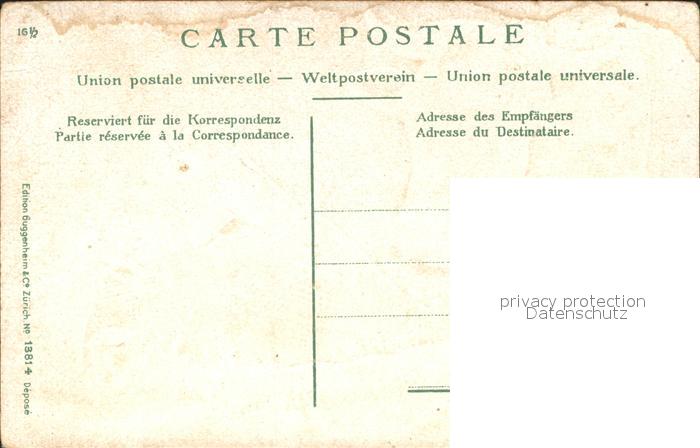 16½
CARTE POSTALE
Union postale universelle — Weltpostverein — Union postale universale.
Reserviert für die Korrespondenz
Partie réservée à la Correspondance.
Adresse des Empfängers
Adresse du Destinataire.
Edition Guggenheim & Cº Zürich. Nº 13814 Déposé
privacy protection
Datenschutz